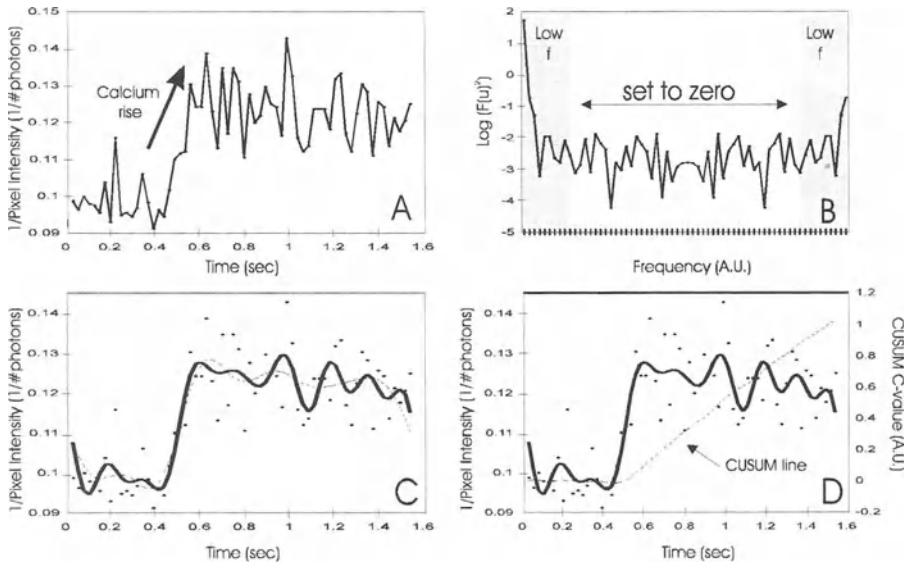 1/Pixel Intensity (1/#photons)
0.15
0.14
0.13
0.12
0.11
0.1
0.09
Calcium
rise
A
0 0.2 0.4 0.6 0.8 1 1.2 1.4 1.6
Time (sec)
Log (F(u)²)
2
1
0
-1
-2
-3
-4
-5
Low
f
set to zero
Low
f
B
Frequency (A.U.)
1/Pixel Intensity (1/#photons)
0.14
0.13
0.12
0.11
0.1
0.09
C
0 0.2 0.4 0.6 0.8 1 1.2 1.4 1.6
Time (sec)
1/Pixel Intensity (1/#photons)
0.14
0.13
0.12
0.11
0.1
0.09
CUSUM line
D
1.2
1
0.8
0.6
0.4
0.2
0
-0.2
CUSUM C-value (A.U.)
0 0.2 0.4 0.6 0.8 1 1.2 1.4 1.6
Time (sec)